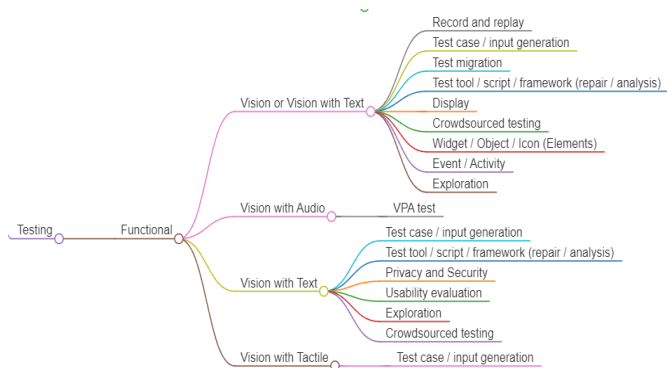 Record and replay
Test case / input generation
Test migration
Test tool / script / framework (repair / analysis)
Vision or Vision with Text
Display
Crowdsourced testing
Widget / Object / Icon (Elements)
Event / Activity
Exploration
Vision with Audio
VPA test
Testing
Functional
Test case / input generation
Test tool / script / framework (repair / analysis)
Privacy and Security
Vision with Text
Usability evaluation
Exploration
Crowdsourced testing
Vision with Tactile
Test case / input generation